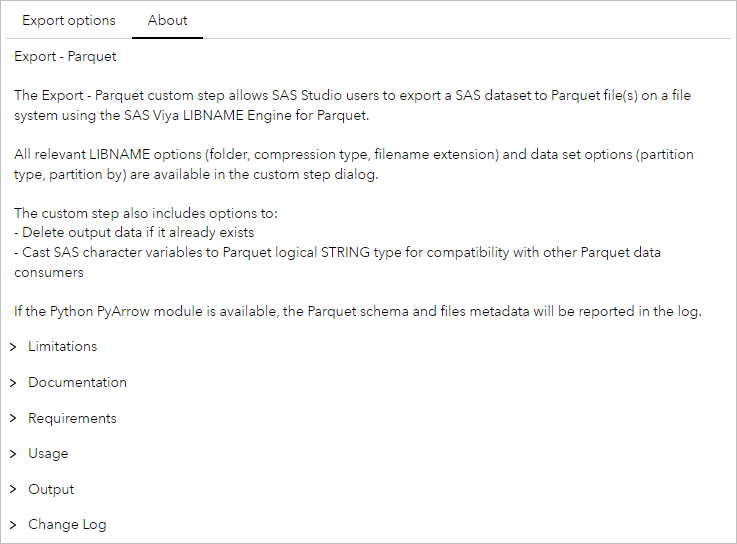 Export options
About
Export - Parquet
The Export - Parquet custom step allows SAS Studio users to export a SAS dataset to Parquet file(s) on a file
system using the SAS Viya LIBNAME Engine for Parquet.
All relevant LIBNAME options (folder, compression type, filename extension) and data set options (partition
type, partition by) are available in the custom step dialog.
The custom step also includes options to:
- Delete output data if it already exists
- Cast SAS character variables to Parquet logical STRING type for compatibility with other Parquet data
consumers
If the Python PyArrow module is available, the Parquet schema and files metadata will be reported in the log.
> Limitations
> Documentation
> Requirements
> Usage
> Output
> Change Log